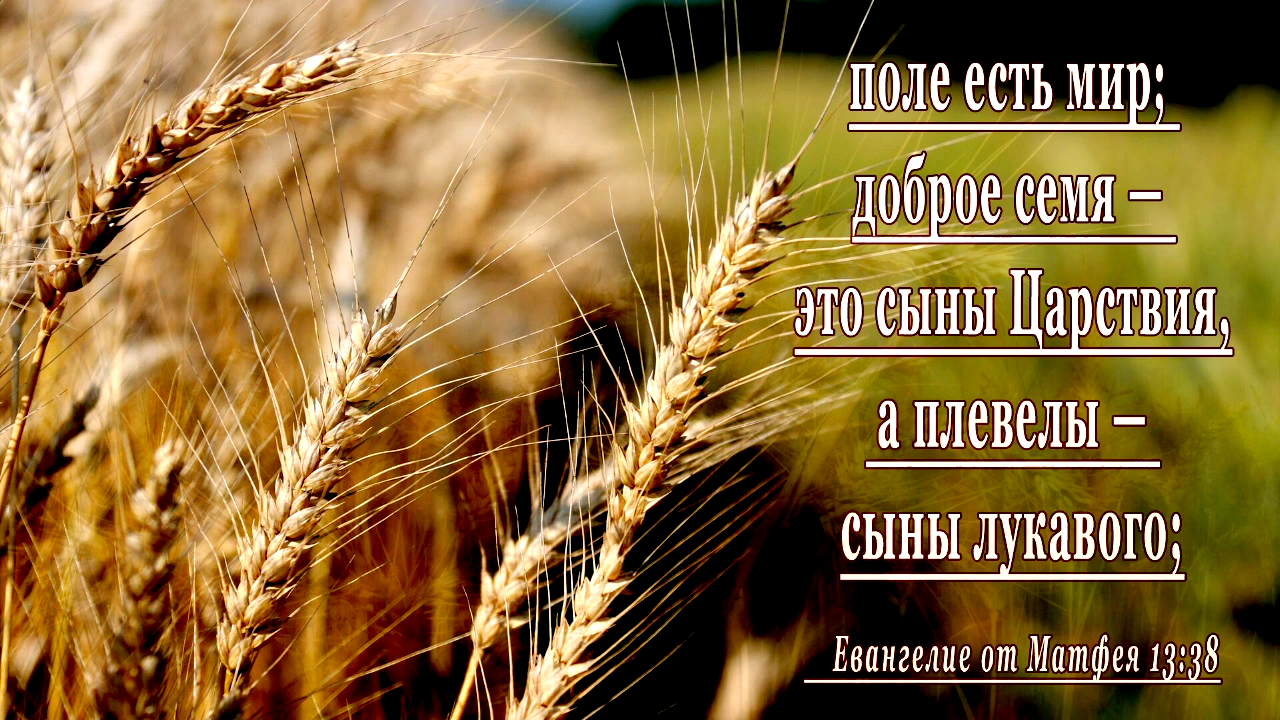 поле есть мир;
доброе семя –
это сыны Царствия,
а плевелы –
сыны лукавого;
Евангелие от Матфея 13:38